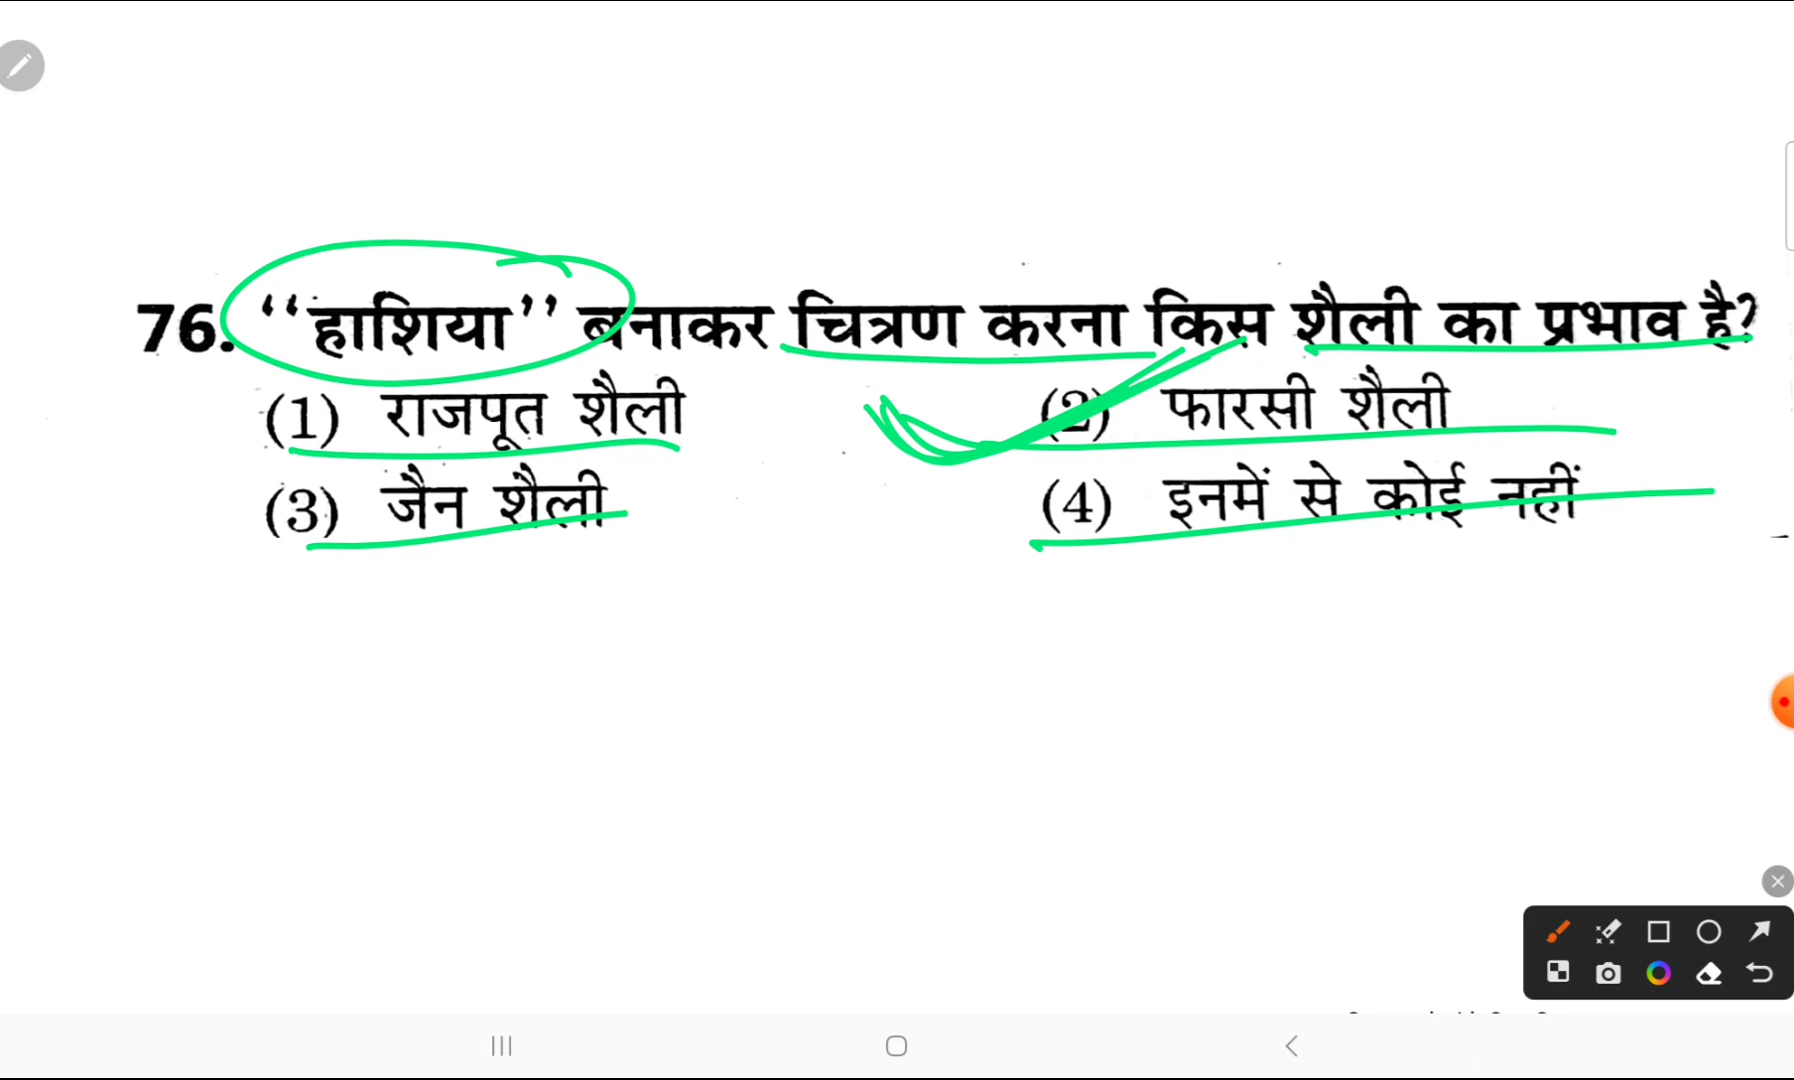 76. ‘‘हाशिया’’ बनाकर चित्रण करना किस शैली का प्रभाव है?
(1) राजपूत शैली (2) फारसी शैली
(3) जैन शैली (4) इनमें से कोई नहीं